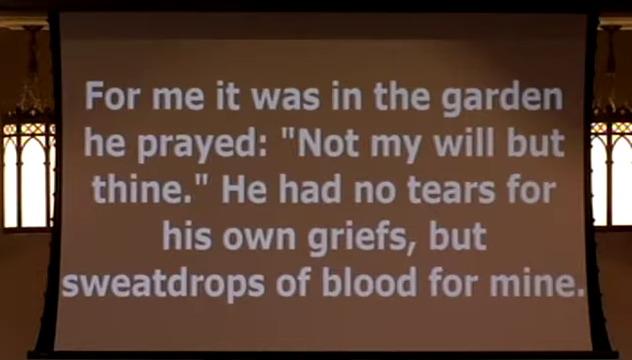 For me it was in the garden
he prayed: "Not my will but
thine." He had no tears for
his own griefs, but
sweatdrops of blood for mine.